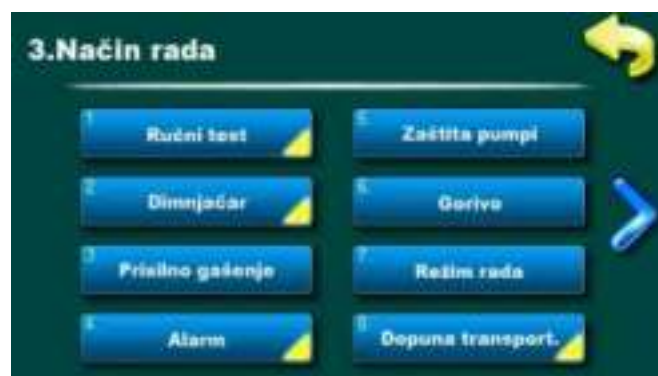 3.Način rada
1 Ručni test
5. Zaštita pumpi
2 Dimnjačar
6. Gorivo
3 Prisilno gašenje
7 Režim rada
4 Alarm
8 Dopuna transport.